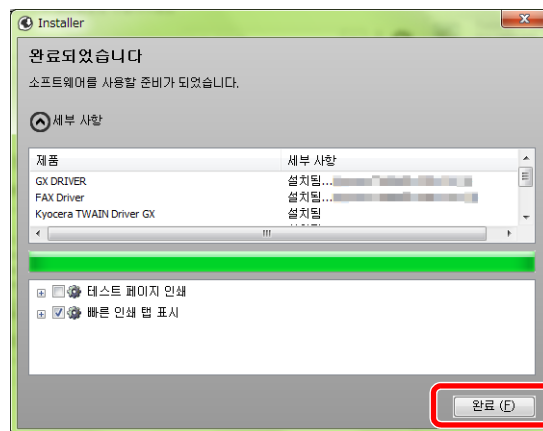 Installer
완료되었습니다
소프트웨어를 사용할 준비가 되었습니다.
세부 사항
제품 세부 사항
GX DRIVER 설치됨...
FAX Driver 설치됨...
Kyocera TWAIN Driver GX 설치됨
테스트 페이지 인쇄
빠른 인쇄 탭 표시
완료 (F)